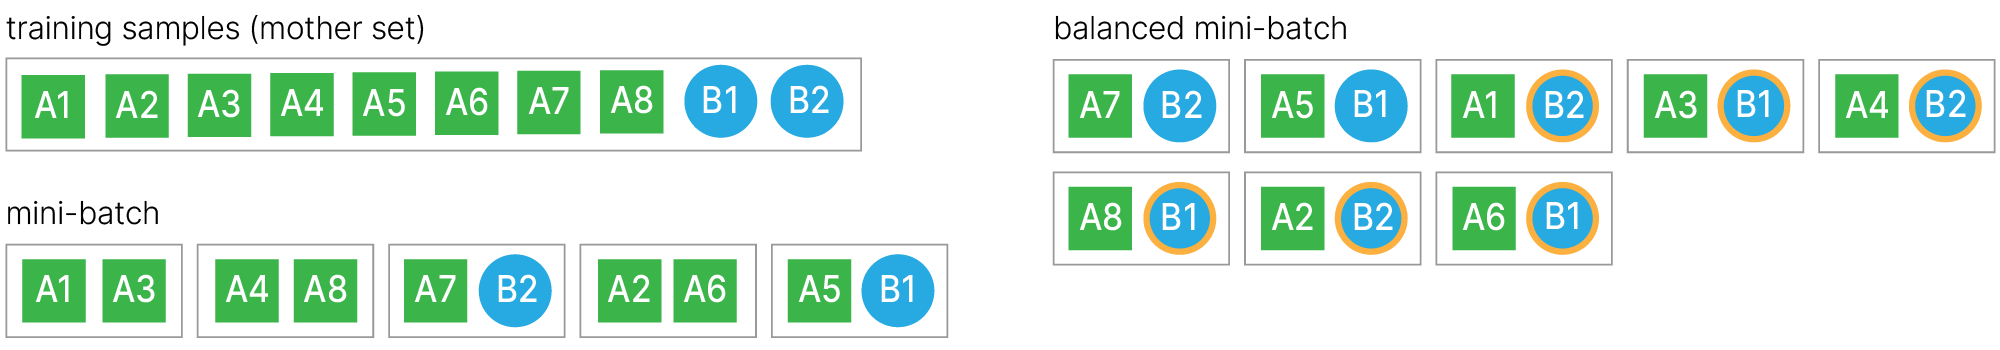 training samples (mother set)
A1 A2 A3 A4 A5 A6 A7 A8 B1 B2
mini-batch
A1 A3 A4 A8 A7 B2 A2 A6 A5 B1
balanced mini-batch
A7 B2 A5 B1 A1 B2 A3 B1 A4 B2
A8 B1 A2 B2 A6 B1